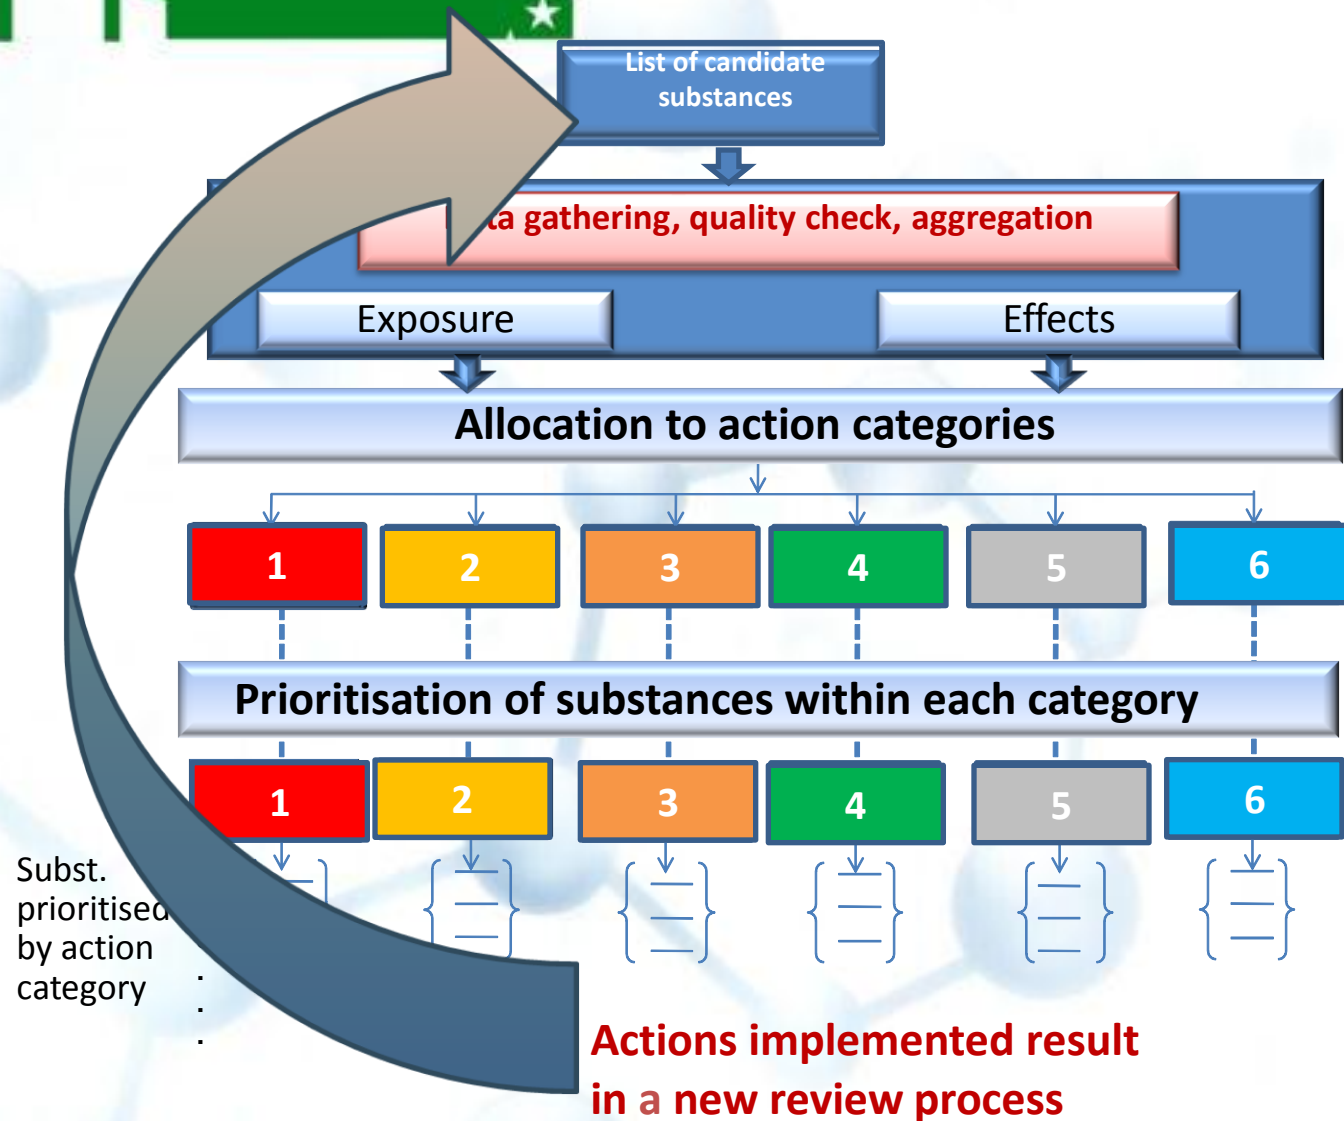 List of candidate
substances
gathering, quality check, aggregation
Exposure
Effects
Allocation to action categories
1
2
3
4
5
6
Prioritisation of substances within each category
1
2
3
4
5
6
Subst.
prioritised
by action
category
.
.
.
Actions implemented result
in a new review process